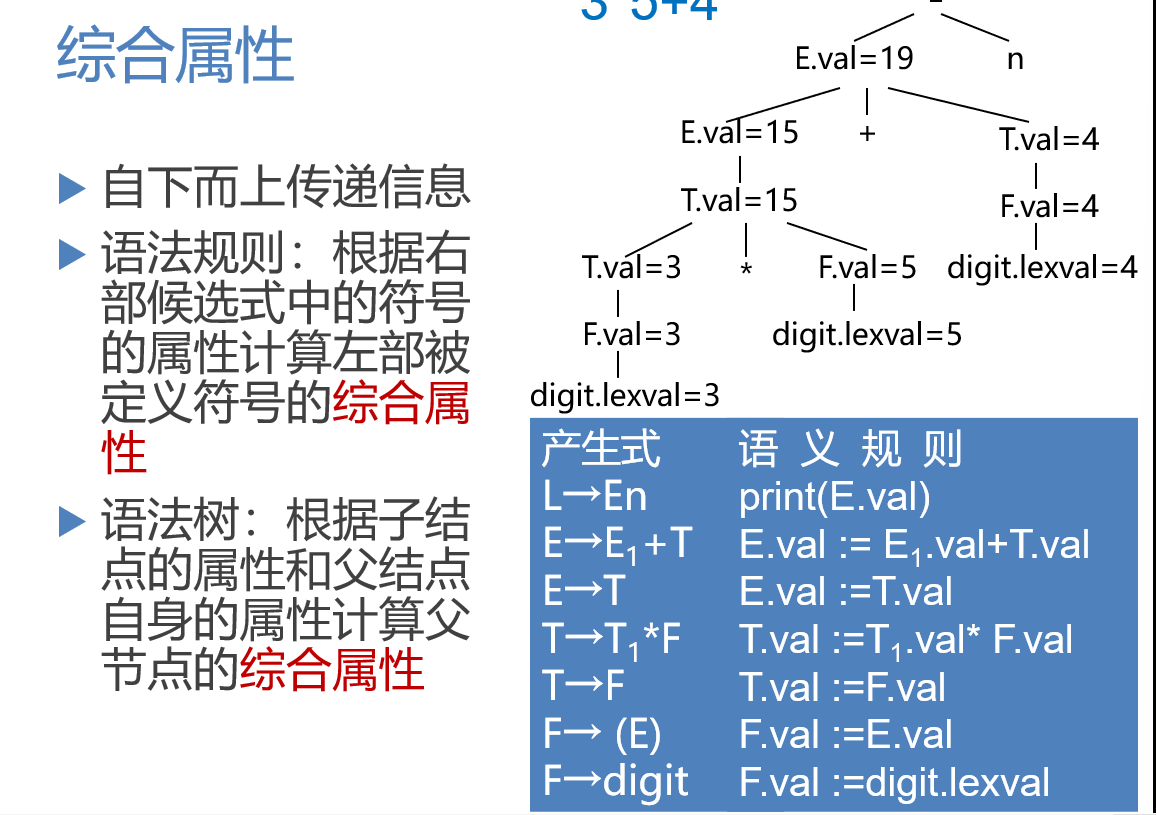 综合属性
自下而上传递信息
语法规则：根据右
部候选式中的符号
的属性计算左部被
定义符号的综合属
性
语法树：根据子结
点的属性和父结点
自身的属性计算父
节点的综合属性
3*5+4
E.val=19 n
E.val=15 + T.val=4
T.val=15 F.val=4
T.val=3 * F.val=5 digit.lexval=4
F.val=3 digit.lexval=5
digit.lexval=3
产生式 语 义 规 则
L→En print(E.val)
E→E₁+T E.val := E₁.val+T.val
E→T E.val :=T.val
T→T₁*F T.val :=T₁.val* F.val
T→F T.val :=F.val
F→ (E) F.val :=E.val
F→digit F.val :=digit.lexval